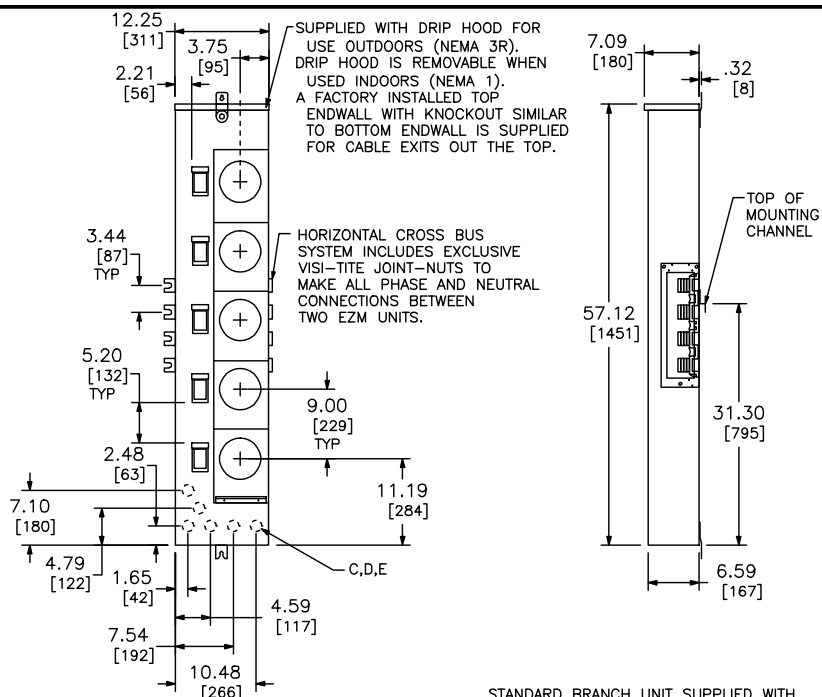 12.25
[311]
3.75
[95]
2.21
[56]
SUPPLIED WITH DRIP HOOD FOR
USE OUTDOORS (NEMA 3R).
DRIP HOOD IS REMOVABLE WHEN
USED INDOORS (NEMA 1).
A FACTORY INSTALLED TOP
ENDWALL WITH KNOCKOUT SIMILAR
TO BOTTOM ENDWALL IS SUPPLIED
FOR CABLE EXITS OUT THE TOP.
7.09
[180]
.32
[8]
TOP OF
MOUNTING
CHANNEL
3.44
[87]
TYP
HORIZONTAL CROSS BUS
SYSTEM INCLUDES EXCLUSIVE
VISI-TITE JOINT-NUTS TO
MAKE ALL PHASE AND NEUTRAL
CONNECTIONS BETWEEN
TWO EZM UNITS.
57.12
[1451]
5.20
[132]
TYP
9.00
[229]
TYP
31.30
[795]
2.48
[63]
7.10
[180]
11.19
[284]
4.79
[122]
1.65
[42]
C,D,E
4.59
[117]
6.59
[167]
7.54
[192]
10.48
[266]
STANDARD BRANCH UNIT SUPPLIED WITH